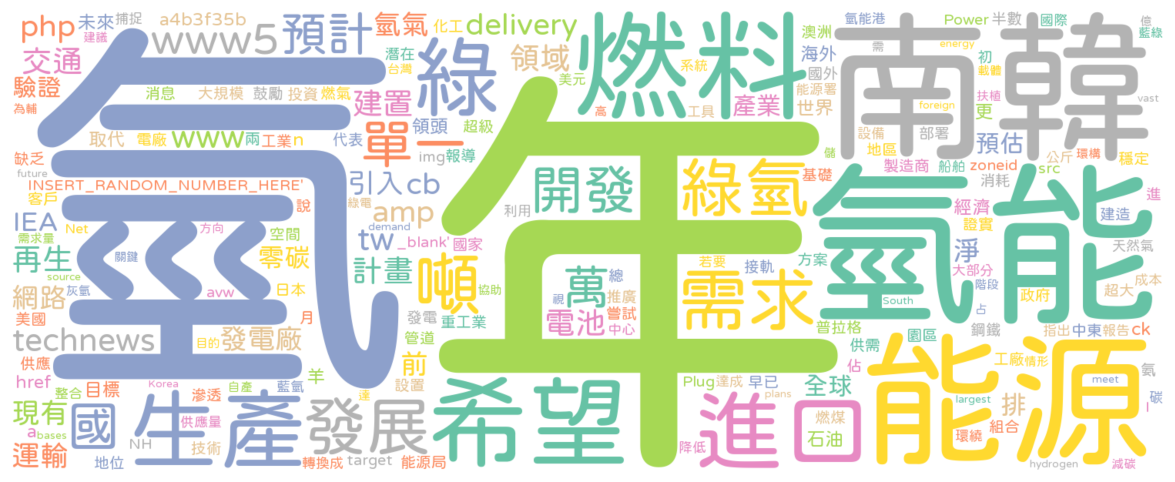 氫
年
南韓
氫能
能源
燃料
綠
生產
希望
進口
發展
國
噸
需求
綠氫
開發
單一
萬
預計
www5
php
未來
捕捉
建議
a4b3f35b
氫氣
化工
delivery
交通
潛在
台灣
領域
美元
系統
澳洲
氫能港
Power
半數
國際
億
藍綠
海外
需
energy
國外
初
載體
能源署
驗證
為輔
消息
大規模
鼓勵
投資
燃氣
建置
高
工具
產業
世界
foreign
扶植
更
vast
取代
電廠
www
兩
工業
n
代表
領頭
超級
設備
部署
預估
地區
公斤
環構
穩定
缺乏
future
img
報導
儲
製造商
船舶
zoneid
src
消耗
INSERT_RANDOM_NUMBER_HERE'
說
引入
cb
基礎
進
客戶
綠電
利用
經濟
建造
IEA
Net
方向
空間
amp
demand
證實
需求量
關鍵
tw
_blank'
國家
淨
大部分
天然氣
再生
source
零碳
計畫
協助
總
若要
接軌
方案
階段
成本
灰氫
avw
日本
視
推廣
South
占
政府
超大
網路
美國
月
發電
重工業
電池
嘗試
中心
普拉格
園區
鋼鐵
指出
中東
報告
ck
technews
目的
發電廠
管道
供需
供應
前
佔
工廠
情形
氨
href
整合
目標
Korea
滲透
自產
藍氫
羊
設置
達
Plug
達成
早已
全球
largest
meet
碳
排
l
現有
a
bases
供應量
NH
技術
燃煤
石油
組合
環繞
運輸
地位
轉換成
target
能源局
降低
plans
hydrogen
減碳